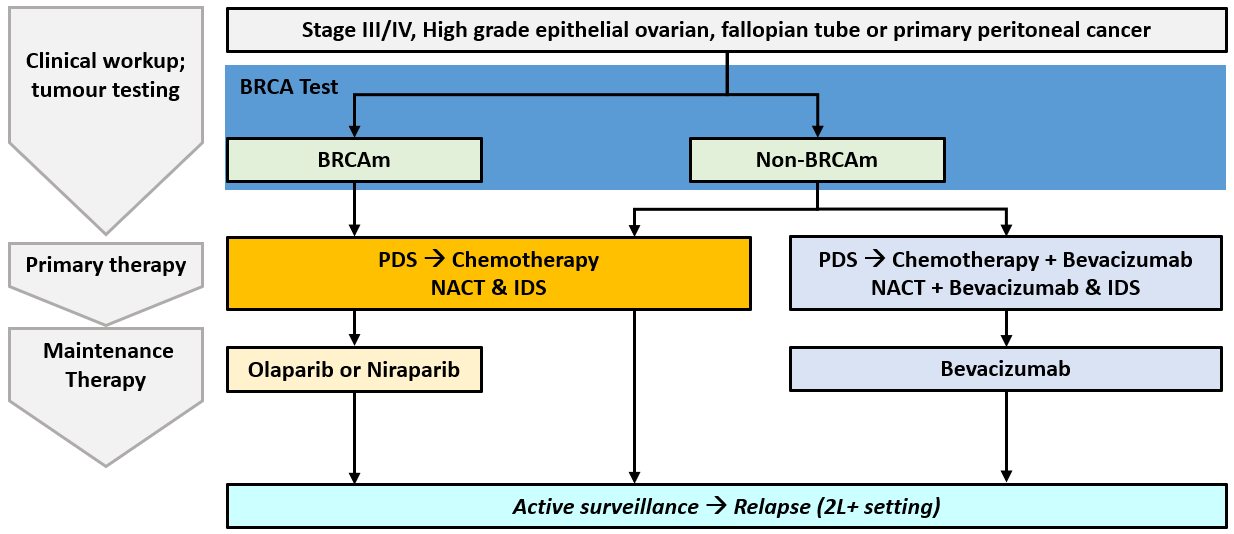 Clinical workup;
tumour testing
Stage III/IV, High grade epithelial ovarian, fallopian tube or primary peritoneal cancer
BRCA Test
BRCAm
Non-BRCAm
Primary therapy
PDS → Chemotherapy
NACT & IDS
PDS → Chemotherapy + Bevacizumab
NACT + Bevacizumab & IDS
Maintenance
Therapy
Olaparib or Niraparib
Bevacizumab
Active surveillance → Relapse (2L+ setting)